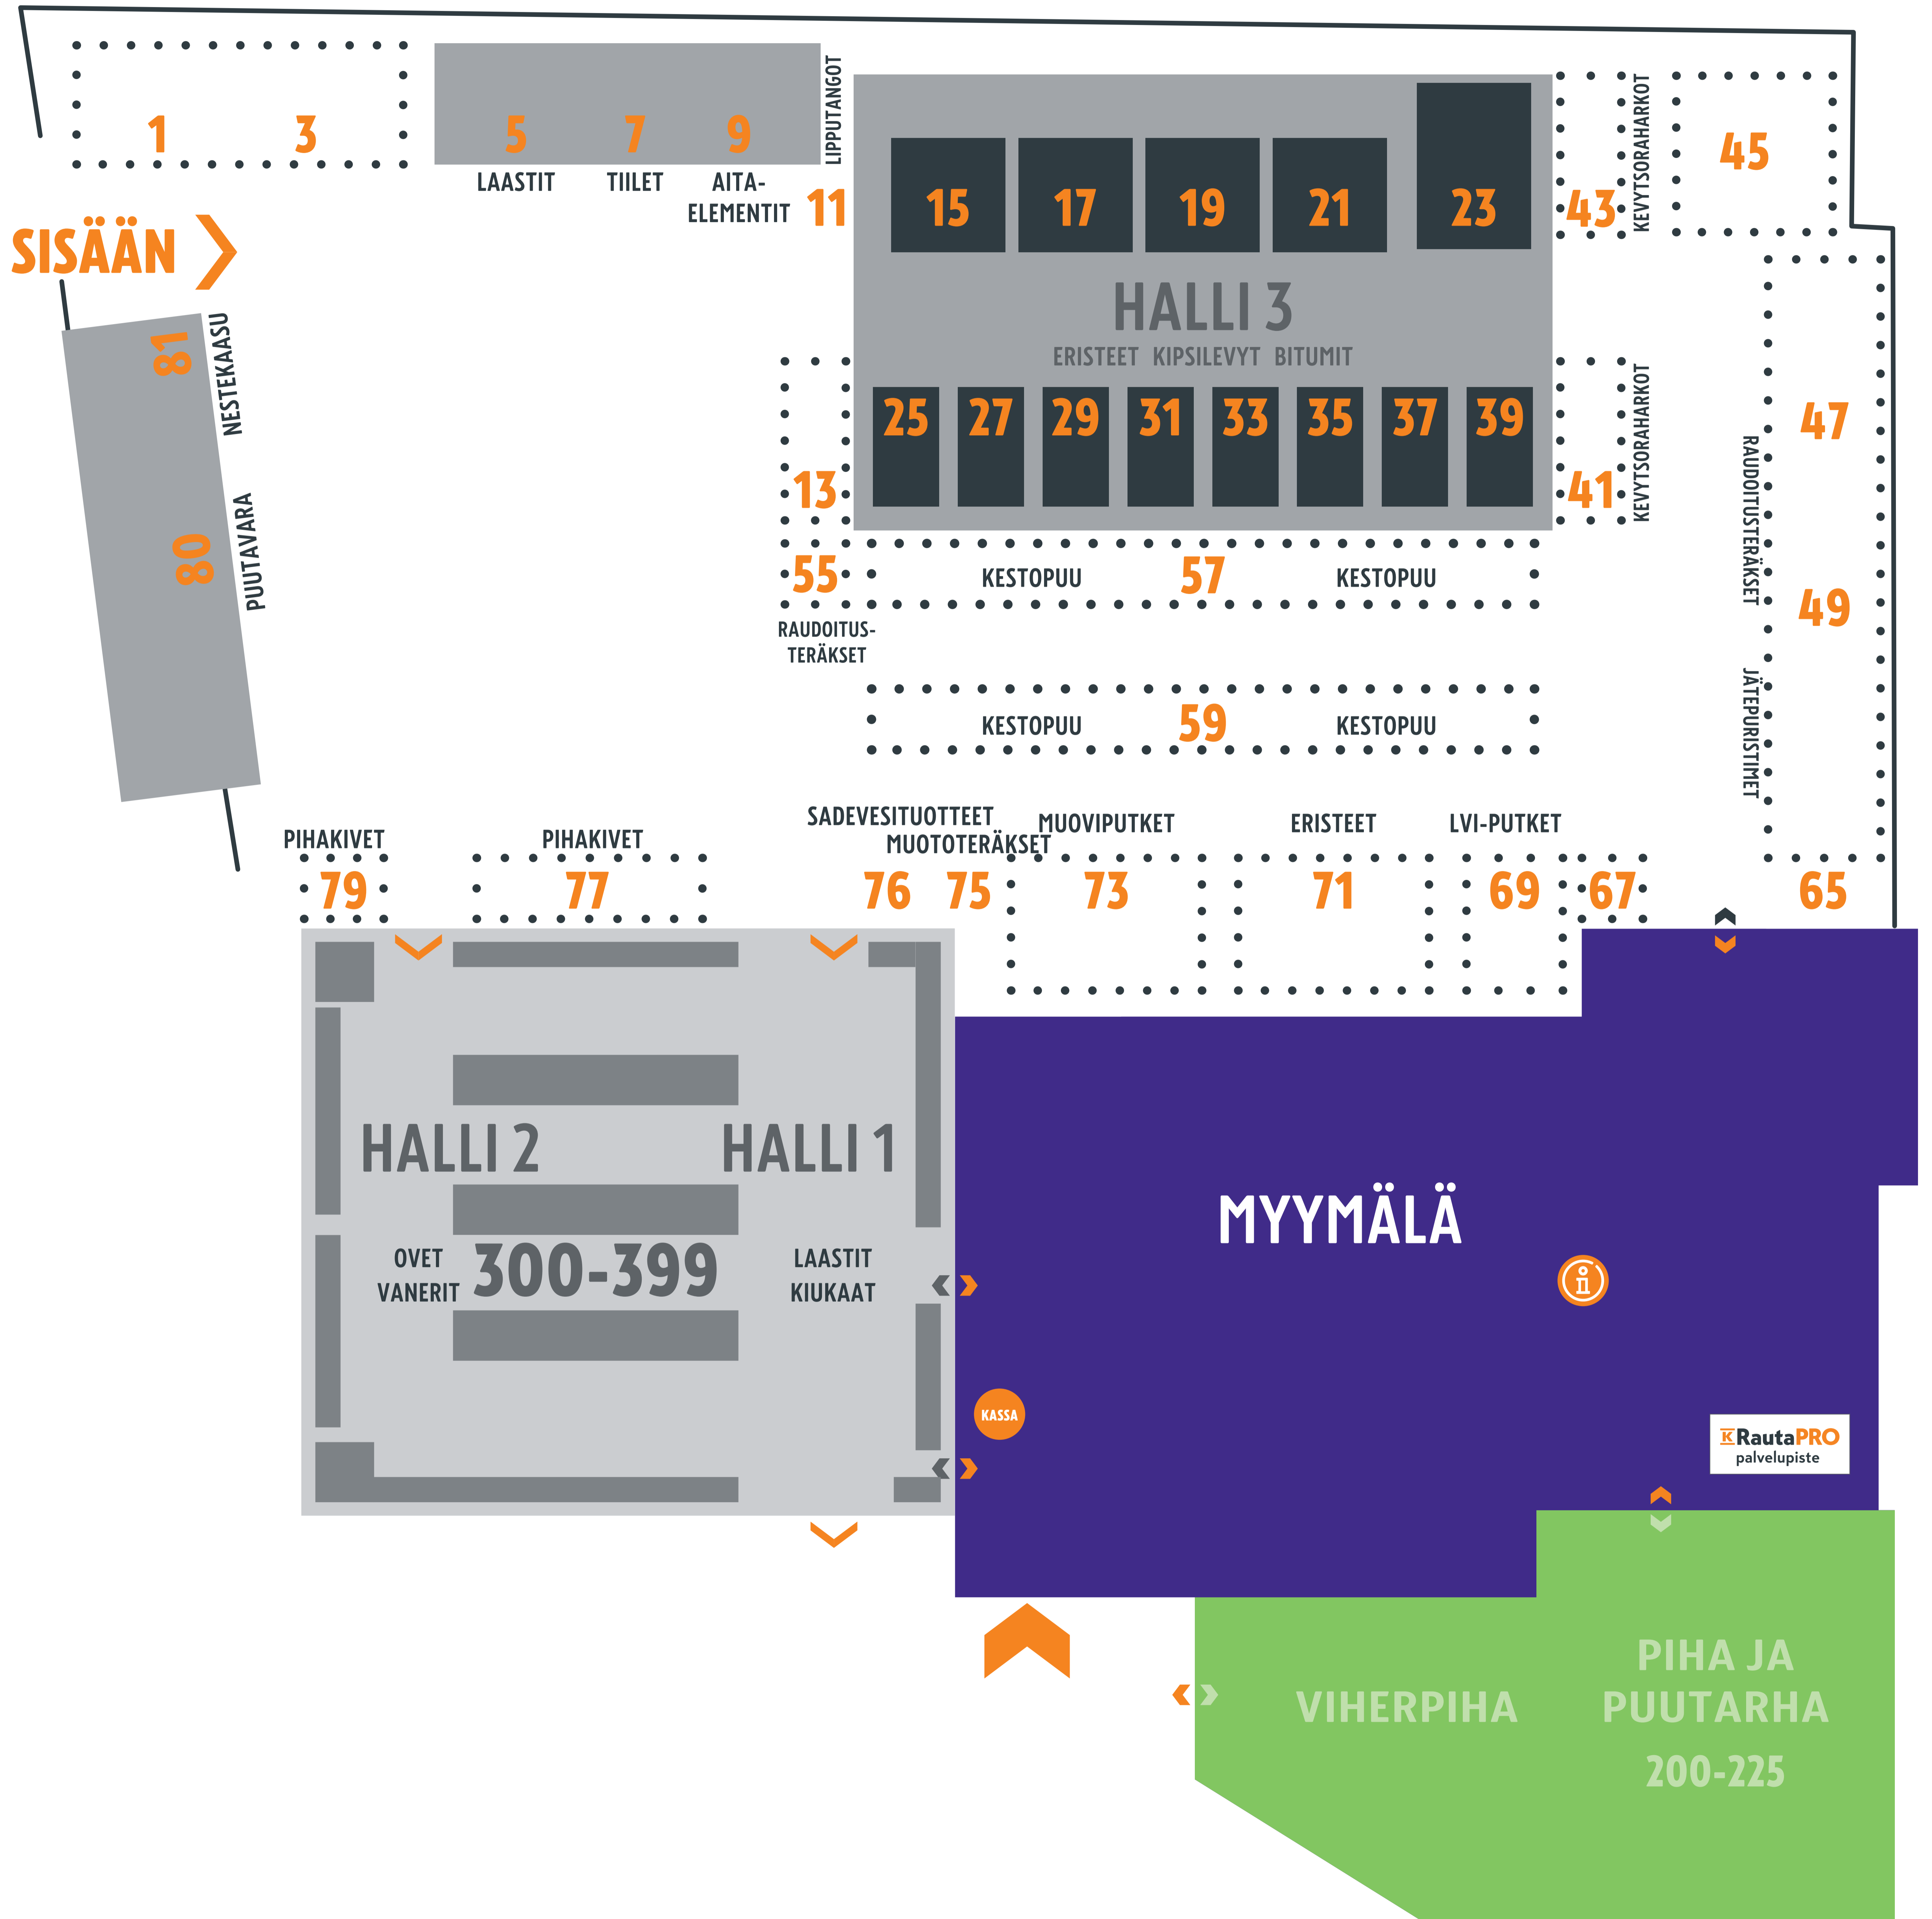 1
3
5
7
9
LIPPUTANGOT
LAASTIT
TIILET
AITA-
ELEMENTIT
11
15
17
19
21
23
43
KEVYTSORAHARKOT
45
SISÄÄN
HALLI 3
ERISTEET KIPSILEVYT BITUMIT
81
NESTEKAASU
80
PUUTAVARA
13
25
27
29
31
33
35
37
39
41
KEVYTSORAHARKOT
47
RAUDOITUSTERÄKSET
49
JÄTEPURISTIMET
55
RAUDOITUS-
TERÄKSET
KESTOPUU
57
KESTOPUU
KESTOPUU
59
KESTOPUU
PIHAKIVET
79
PIHAKIVET
77
SADEVESITUOTTEET
MUOTOTERÄKSET
76
75
MUOVIPUTKET
73
ERISTEET
71
LVI-PUTKET
69
67
65
HALLI 2
HALLI 1
OVET
VANERIT
300-399
LAASTIT
KIUKAAT
MYYMÄLÄ
i
KASSA
K RautaPRO
palvelupiste
VIHERPIHA
PIHA JA
PUUTARHA
200-225